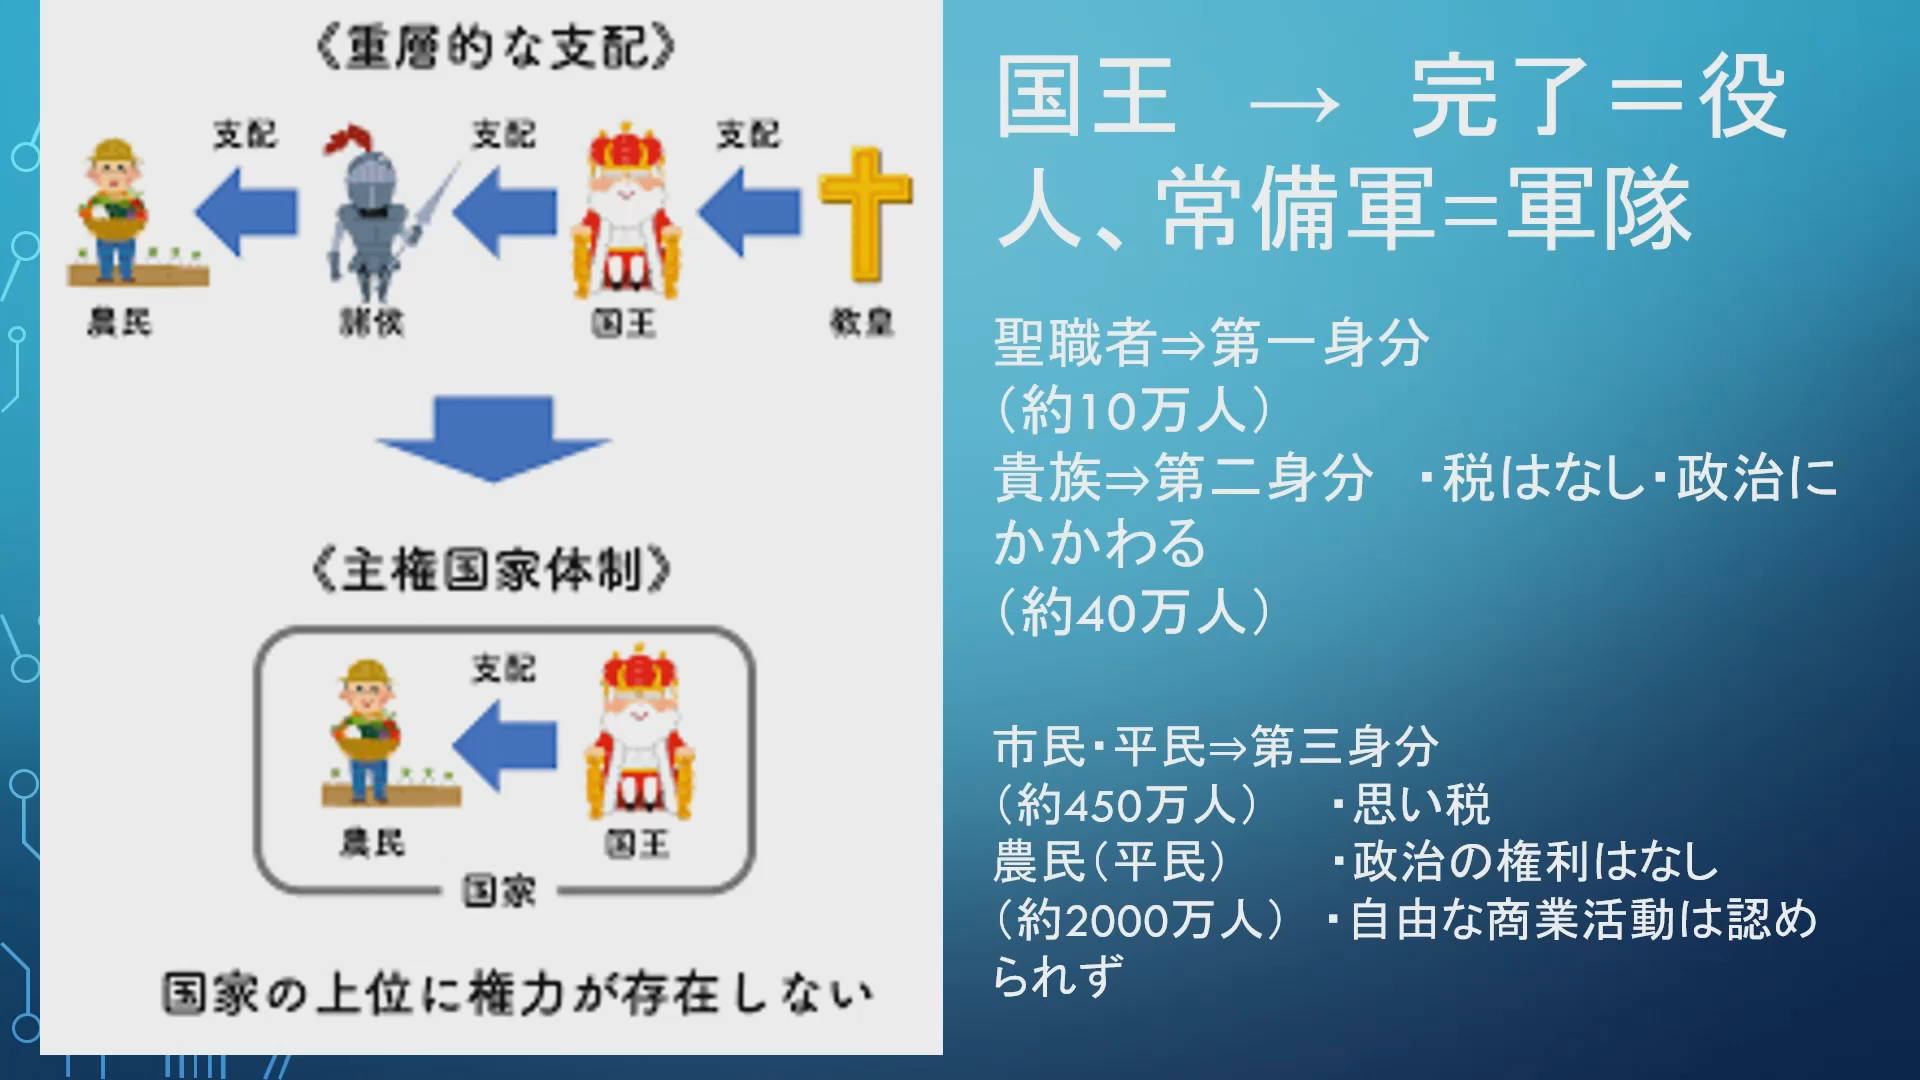 《重層的な支配》
支配
支配
支配
農民
諸侯
国王
教皇
《主権国家体制》
支配
農民
国王
国家
国家の上位に権力が存在しない
国王　→　完了＝役
人、常備軍=軍隊
聖職者⇒第一身分
（約10万人）
貴族⇒第二身分　・税はなし・政治に
かかわる
（約40万人）
市民・平民⇒第三身分
（約450万人）　・思い税
農民（平民）　　・政治の権利はなし
（約2000万人）　・自由な商業活動は認め
られず